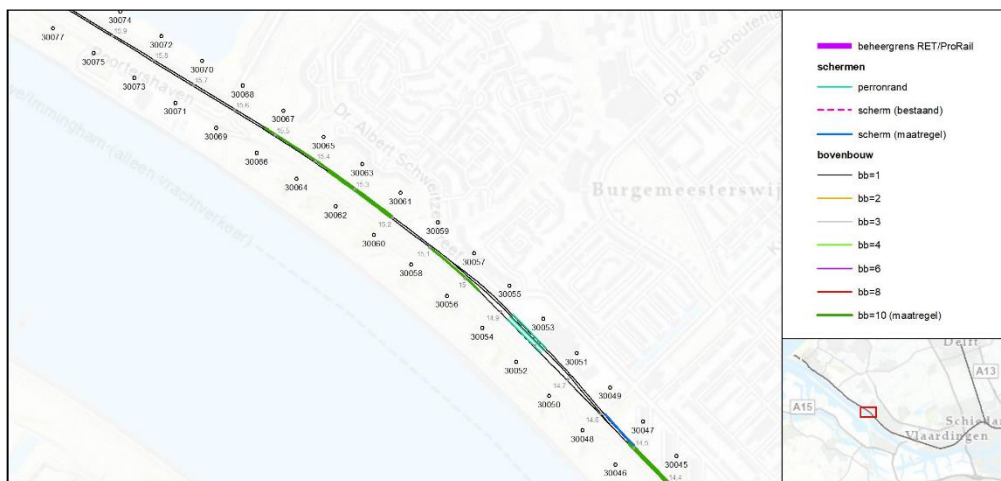 30074
30077
15.9
30072
30075
15.8
30070
30073
15.7
30068
Poortershaven
30071
15.6
30067
30069
15.5
30065
30066
15.4
Dr Albert Schweitzer
30063
30064
15.3
30061
30062
15.2
30059
30060
15.1
30057
30058
15
30055
30056
14.9
30053
30054
30051
30052
14.7
30049
30050
14.6
30047
30048
14.5
30045
30046
14.4
Burgemeesterswij
(alleen vrachtverkeer)
beheergrens RET/ProRail
schermen
perronrand
scherm (bestaand)
scherm (maatregel)
bovenbouw
bb=1
bb=2
bb=3
bb=4
bb=6
bb=8
bb=10 (maatregel)
Delft
A13
A15
Schiedam
Vlaardingen